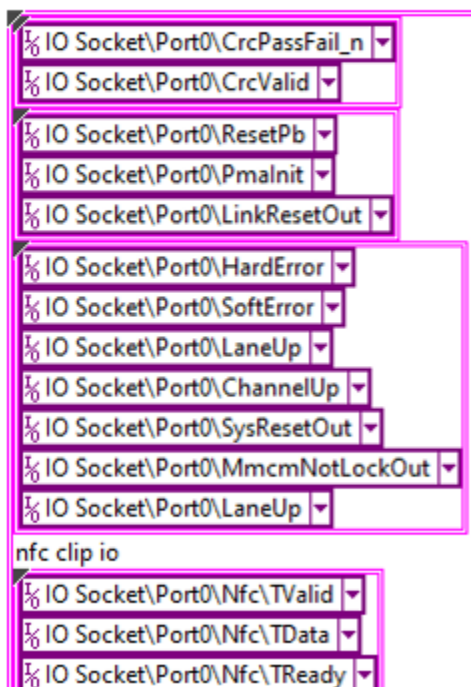 I/O IO Socket\Port0\CrcPassFail_n
I/O IO Socket\Port0\CrcValid
I/O IO Socket\Port0\ResetPb
I/O IO Socket\Port0\PmaInit
I/O IO Socket\Port0\LinkResetOut
I/O IO Socket\Port0\HardError
I/O IO Socket\Port0\SoftError
I/O IO Socket\Port0\LaneUp
I/O IO Socket\Port0\ChannelUp
I/O IO Socket\Port0\SysResetOut
I/O IO Socket\Port0\MmcmNotLockOut
I/O IO Socket\Port0\LaneUp
nfc clip io
I/O IO Socket\Port0\Nfc\TValid
I/O IO Socket\Port0\Nfc\TData
I/O IO Socket\Port0\Nfc\TReady